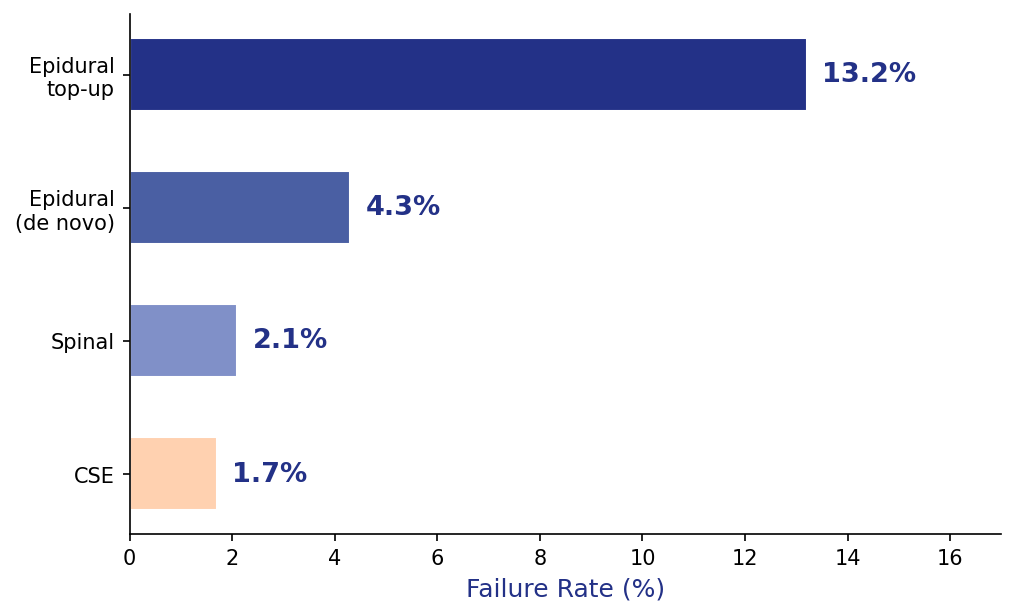 Epidural
top-up
13.2%
Epidural
(de novo)
4.3%
Spinal
2.1%
CSE
1.7%
0 2 4 6 8 10 12 14 16
Failure Rate (%)